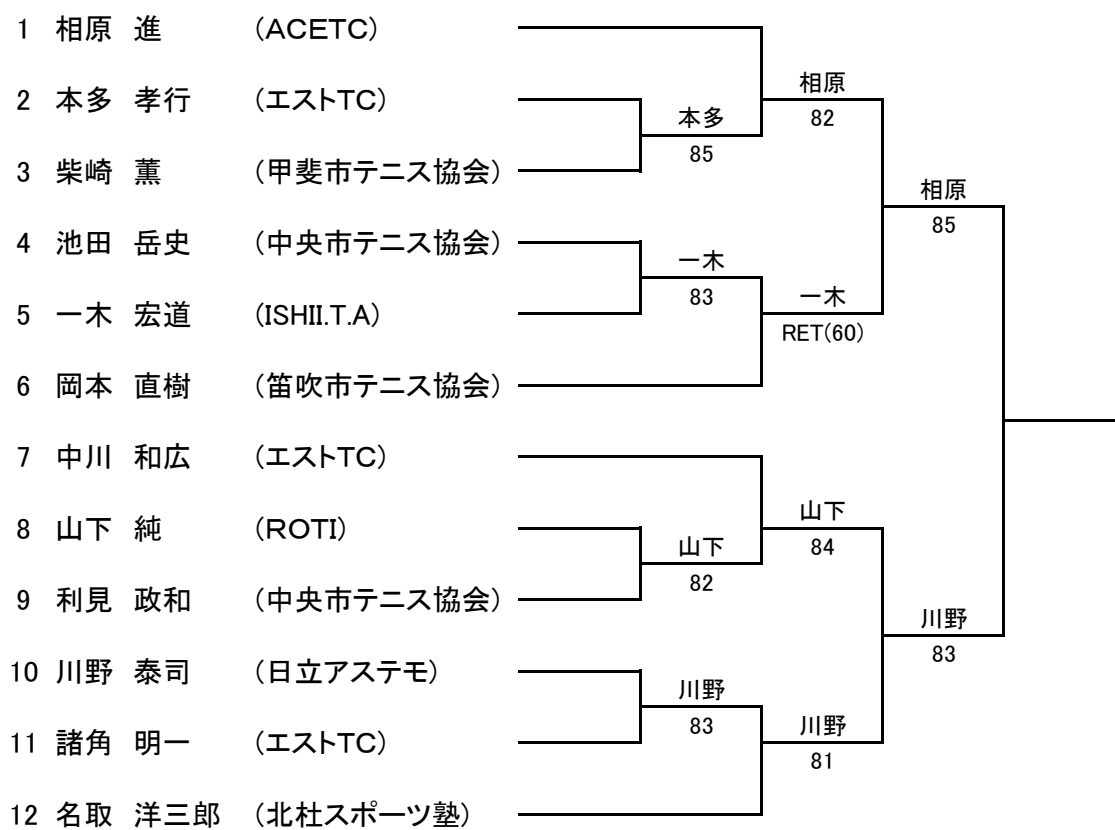 1 相原 進 (ACETC)
2 本多 孝行 (エストTC)
3 柴崎 薫 (甲斐市テニス協会)
4 池田 岳史 (中央市テニス協会)
5 一木 宏道 (ISHII.T.A)
6 岡本 直樹 (笛吹市テニス協会)
7 中川 和広 (エストTC)
8 山下 純 (ROTI)
9 利見 政和 (中央市テニス協会)
10 川野 泰司 (日立アステモ)
11 諸角 明一 (エストTC)
12 名取 洋三郎 (北杜スポーツ塾)
本多
85
一木
83
山下
82
川野
83
相原
82
一木
RET(60)
山下
84
川野
81
相原
85
川野
83